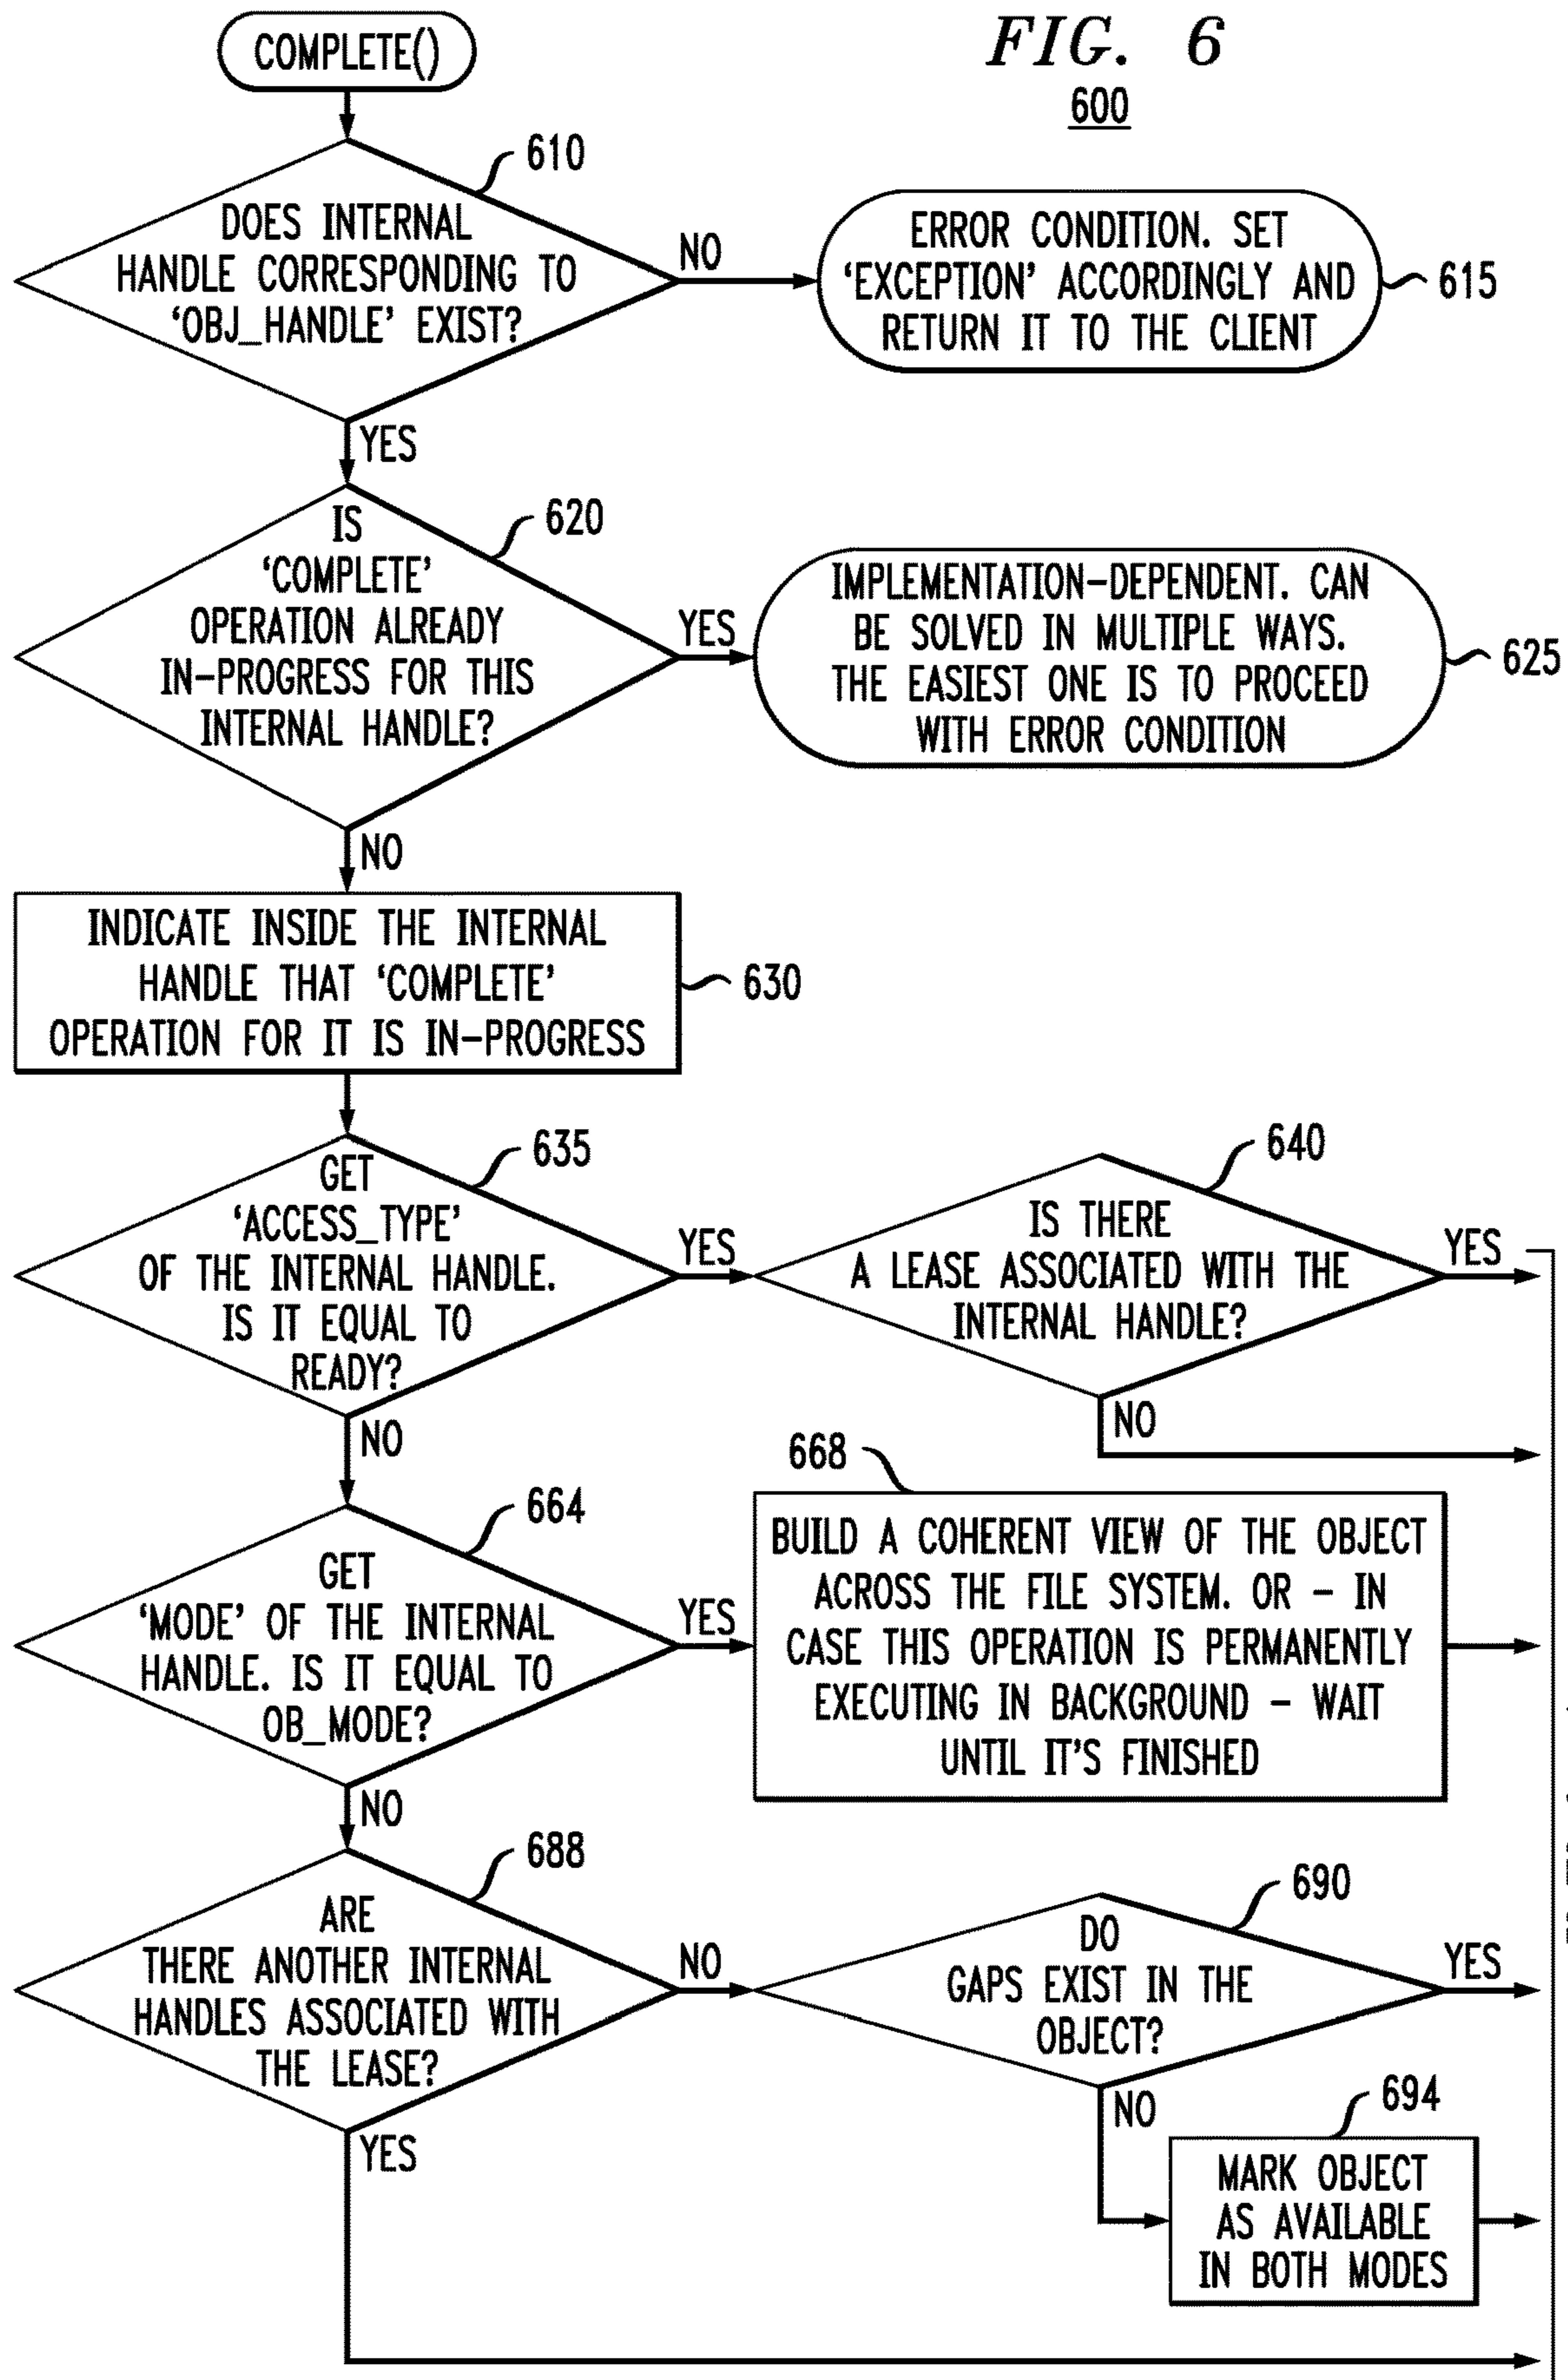 FIG. 6
600
COMPLETE()
610
DOES INTERNAL
HANDLE CORRESPONDING TO
‘OBJ_HANDLE’ EXIST?
NO
ERROR CONDITION. SET
‘EXCEPTION’ ACCORDINGLY AND
RETURN IT TO THE CLIENT
615
YES
620
IS
‘COMPLETE’
OPERATION ALREADY
IN-PROGRESS FOR THIS
INTERNAL HANDLE?
YES
IMPLEMENTATION-DEPENDENT. CAN
BE SOLVED IN MULTIPLE WAYS.
THE EASIEST ONE IS TO PROCEED
WITH ERROR CONDITION
625
NO
INDICATE INSIDE THE INTERNAL
HANDLE THAT ‘COMPLETE’
OPERATION FOR IT IS IN-PROGRESS
630
635
GET
‘ACCESS_TYPE’
OF THE INTERNAL HANDLE.
IS IT EQUAL TO
READY?
YES
640
IS THERE
A LEASE ASSOCIATED WITH THE
INTERNAL HANDLE?
YES
NO
NO
664
GET
‘MODE’ OF THE INTERNAL
HANDLE. IS IT EQUAL TO
OB_MODE?
YES
668
BUILD A COHERENT VIEW OF THE OBJECT
ACROSS THE FILE SYSTEM. OR – IN
CASE THIS OPERATION IS PERMANENTLY
EXECUTING IN BACKGROUND – WAIT
UNTIL IT'S FINISHED
NO
688
ARE
THERE ANOTHER INTERNAL
HANDLES ASSOCIATED WITH
THE LEASE?
NO
690
DO
GAPS EXIST IN THE
OBJECT?
YES
NO
694
MARK OBJECT
AS AVAILABLE
IN BOTH MODES
YES